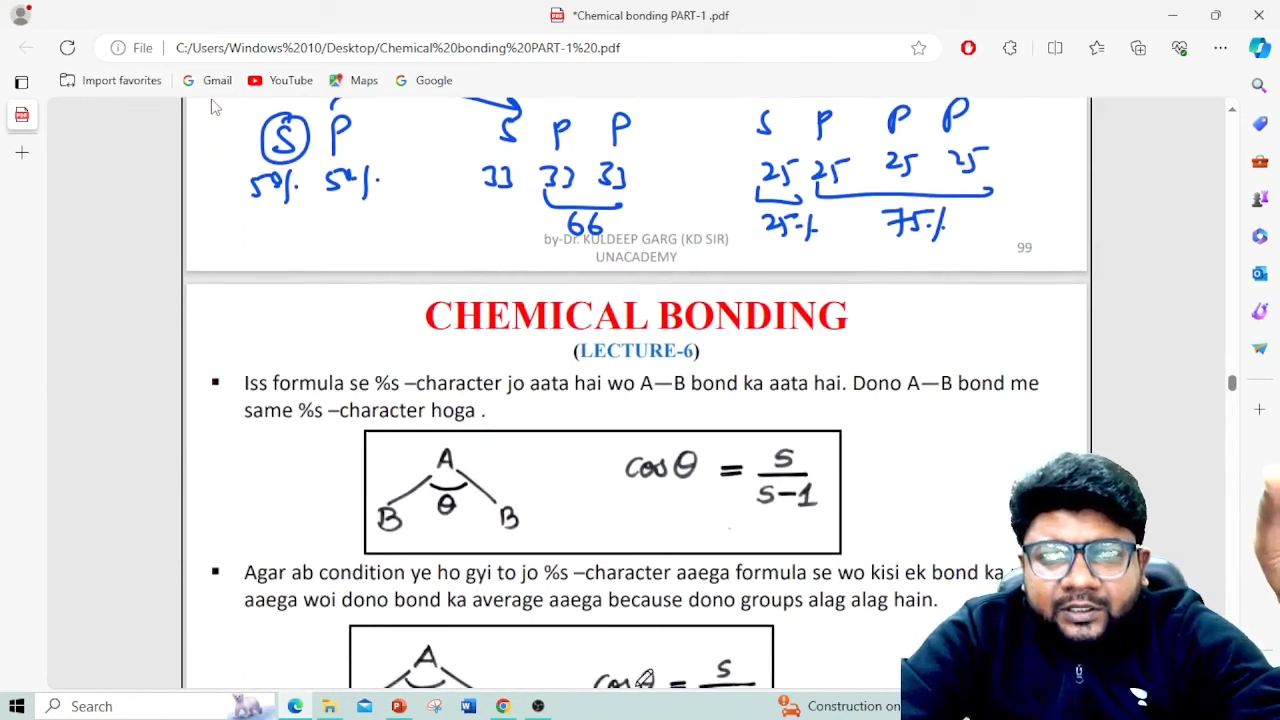 *Chemical bonding PART-1 .pdf
File C:/Users/Windows%2010/Desktop/Chemical%20bonding%20PART-1%20.pdf
Import favorites Gmail YouTube Maps Google
S P S P P S P P P
50% 50% 33 33 33 25 25 25 25
66 25% 75%
by-Dr. KULDEEP GARG (KD SIR)
UNACADEMY
99
CHEMICAL BONDING
(LECTURE-6)
▪ Iss formula se %s –character jo aata hai wo A—B bond ka aata hai. Dono A—B bond me
same %s –character hoga .
A
θ
B B
cosθ = s / s-1
▪ Agar ab condition ye ho gyi to jo %s –character aaega formula se wo kisi ek bond ka
aaega woi dono bond ka average aaega because dono groups alag alag hain.
A
cosθ = s
Search
Construction on